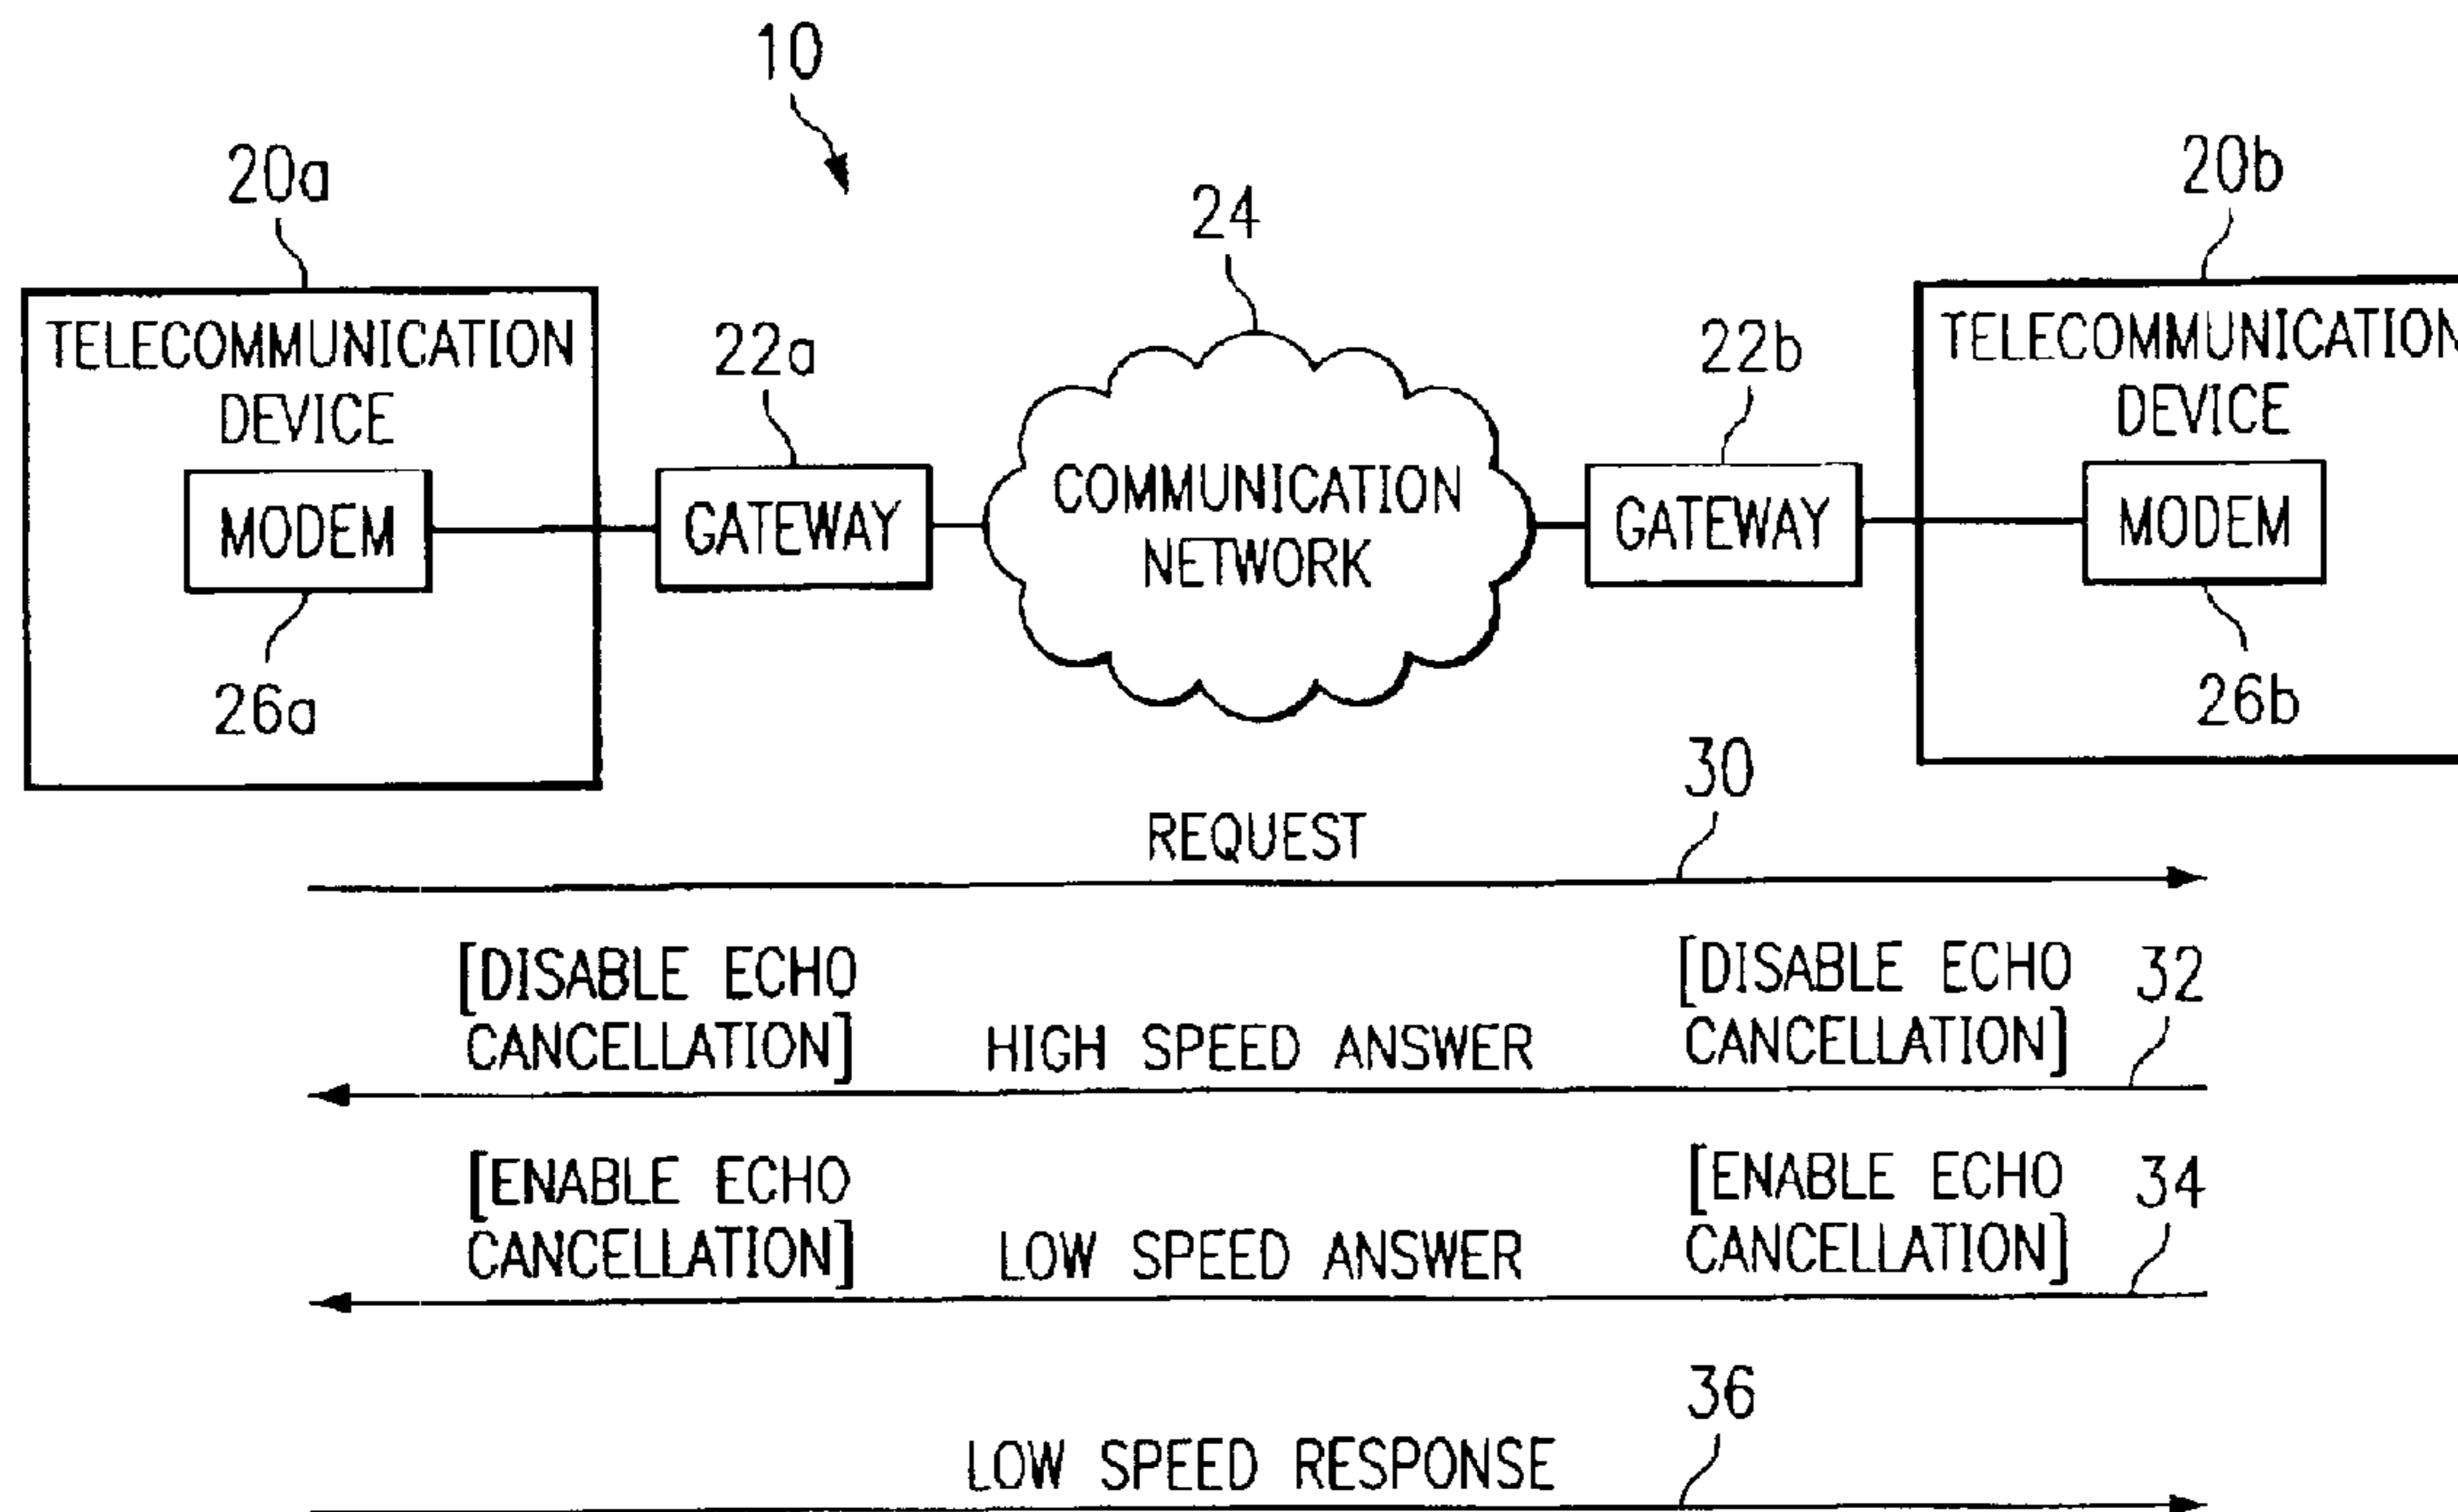 10
20a
20b
24
TELECOMMUNICATION
DEVICE
22a
22b
TELECOMMUNICATION
DEVICE
MODEM
GATEWAY
COMMUNICATION
NETWORK
GATEWAY
MODEM
26a
26b
30
REQUEST
[DISABLE ECHO
CANCELLATION]
HIGH SPEED ANSWER
[DISABLE ECHO
CANCELLATION]
32
[ENABLE ECHO
CANCELLATION]
LOW SPEED ANSWER
[ENABLE ECHO
CANCELLATION]
34
36
LOW SPEED RESPONSE